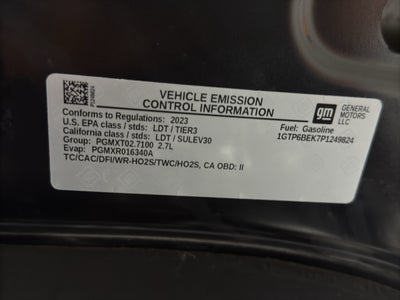 VEHICLE EMISSION
CONTROL INFORMATION
gm
GENERAL
MOTORS
LLC
Conforms to Regulations: 2023
U.S. EPA class / stds: LDT / TIER3
California class / stds: LDT / SULEV30
Group: PGMXT02.7100 2.7L
Evap: PGMXR016340A
TC/CAC/DFI/WR-HO2S/TWC/HO2S, CA OBD: II
Fuel: Gasoline
1GTP6BEK7P1249824
P1249824